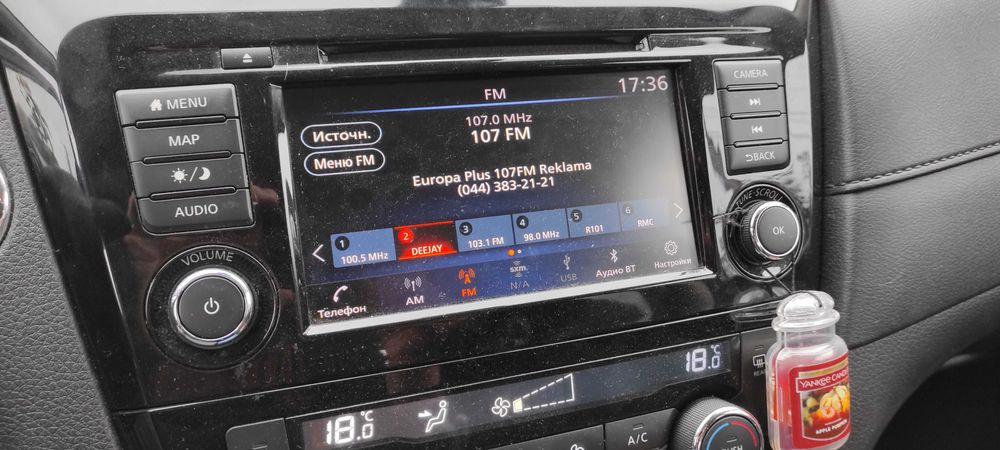 MENU
MAP
AUDIO
VOLUME
FM
17:36
Источн.
107.0 MHz
107 FM
Меню FM
Europa Plus 107FM Reklama
(044) 383-21-21
1 100.5 MHz
2 DEEJAY
3 103.1 FM
4 98.0 MHz
5 R101
6 RMC
Телефон
AM
FM
sxm
N/A
USB
Аудио BT
Настройки
CAMERA
BACK
TUNE-SCROLL
OK
18.0 °C
18.0 °C
A/C
PUSH
YANKEE CANDLE
APPLE PUMPKIN